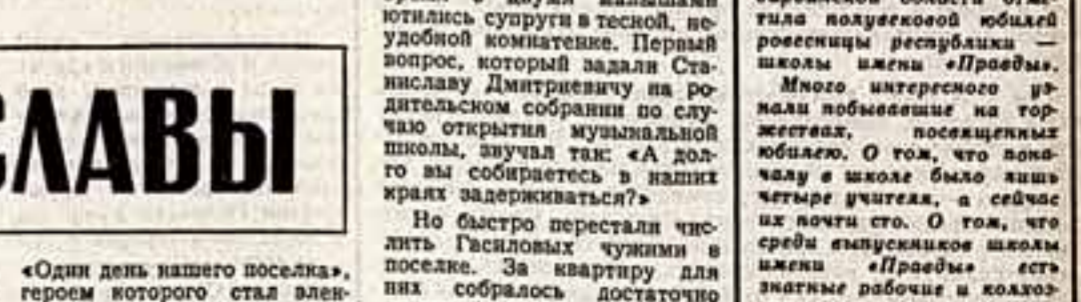 СЛАВЫ
«Один день нашего поселка»,
героем которого стал влек-
ютились супруги в тесной, не-
удобной комнатенке. Первый
вопрос, который задали Ста-
ниславу Дмитриевичу на ро-
дительском собрании по слу-
чаю открытия музыкальной
школы, звучал так: «А дол-
го вы собираетесь в наших
краях задерживаться?»
Но быстро перестали чис-
лить Гасиловых чужими в
поселке. За квартиру для
них собралось достаточно
тила полувековой юбилей
ровесницы республики —
школы имени «Правды».
Много интересного уз-
нали побывавшие на тор-
жествах, посвященных
юбилею. О том, что пона-
чалу в школе было лишь
четыре учителя, а сейчас
их почти сто. О том, что
среди выпускников школы
имени «Правды» есть
знатные рабочие и колхоз-